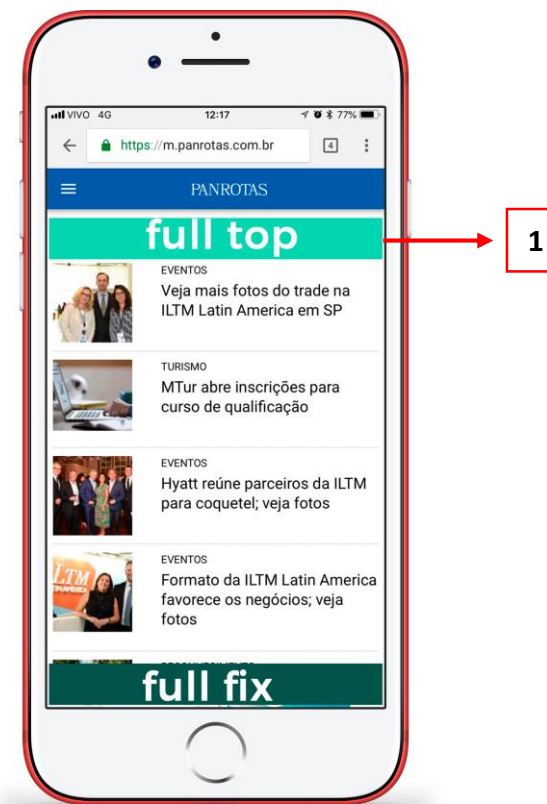 VIVO 4G 12:17 77%
https://m.panrotas.com.br 4
PANROTAS
full top
1
EVENTOS
Veja mais fotos do trade na
ILTM Latin America em SP
TURISMO
MTur abre inscrições para
curso de qualificação
EVENTOS
Hyatt reúne parceiros da ILTM
para coquetel; veja fotos
EVENTOS
Formato da ILTM Latin America
favorece os negócios; veja
fotos
ILTM
LATIN AMERICA
full fix